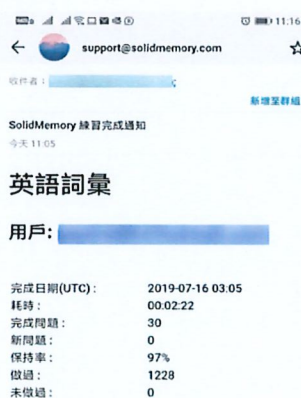 11:16
support@solidmemory.com
收件者：
新增至群組
SolidMemory 練習完成通知
今天 11:05
英語詞彙
用戶:
完成日期(UTC)： 2019-07-16 03.05
耗時： 00:02:22
完成問題： 30
新問題： 0
保持率： 97%
做過： 1228
未做過： 0